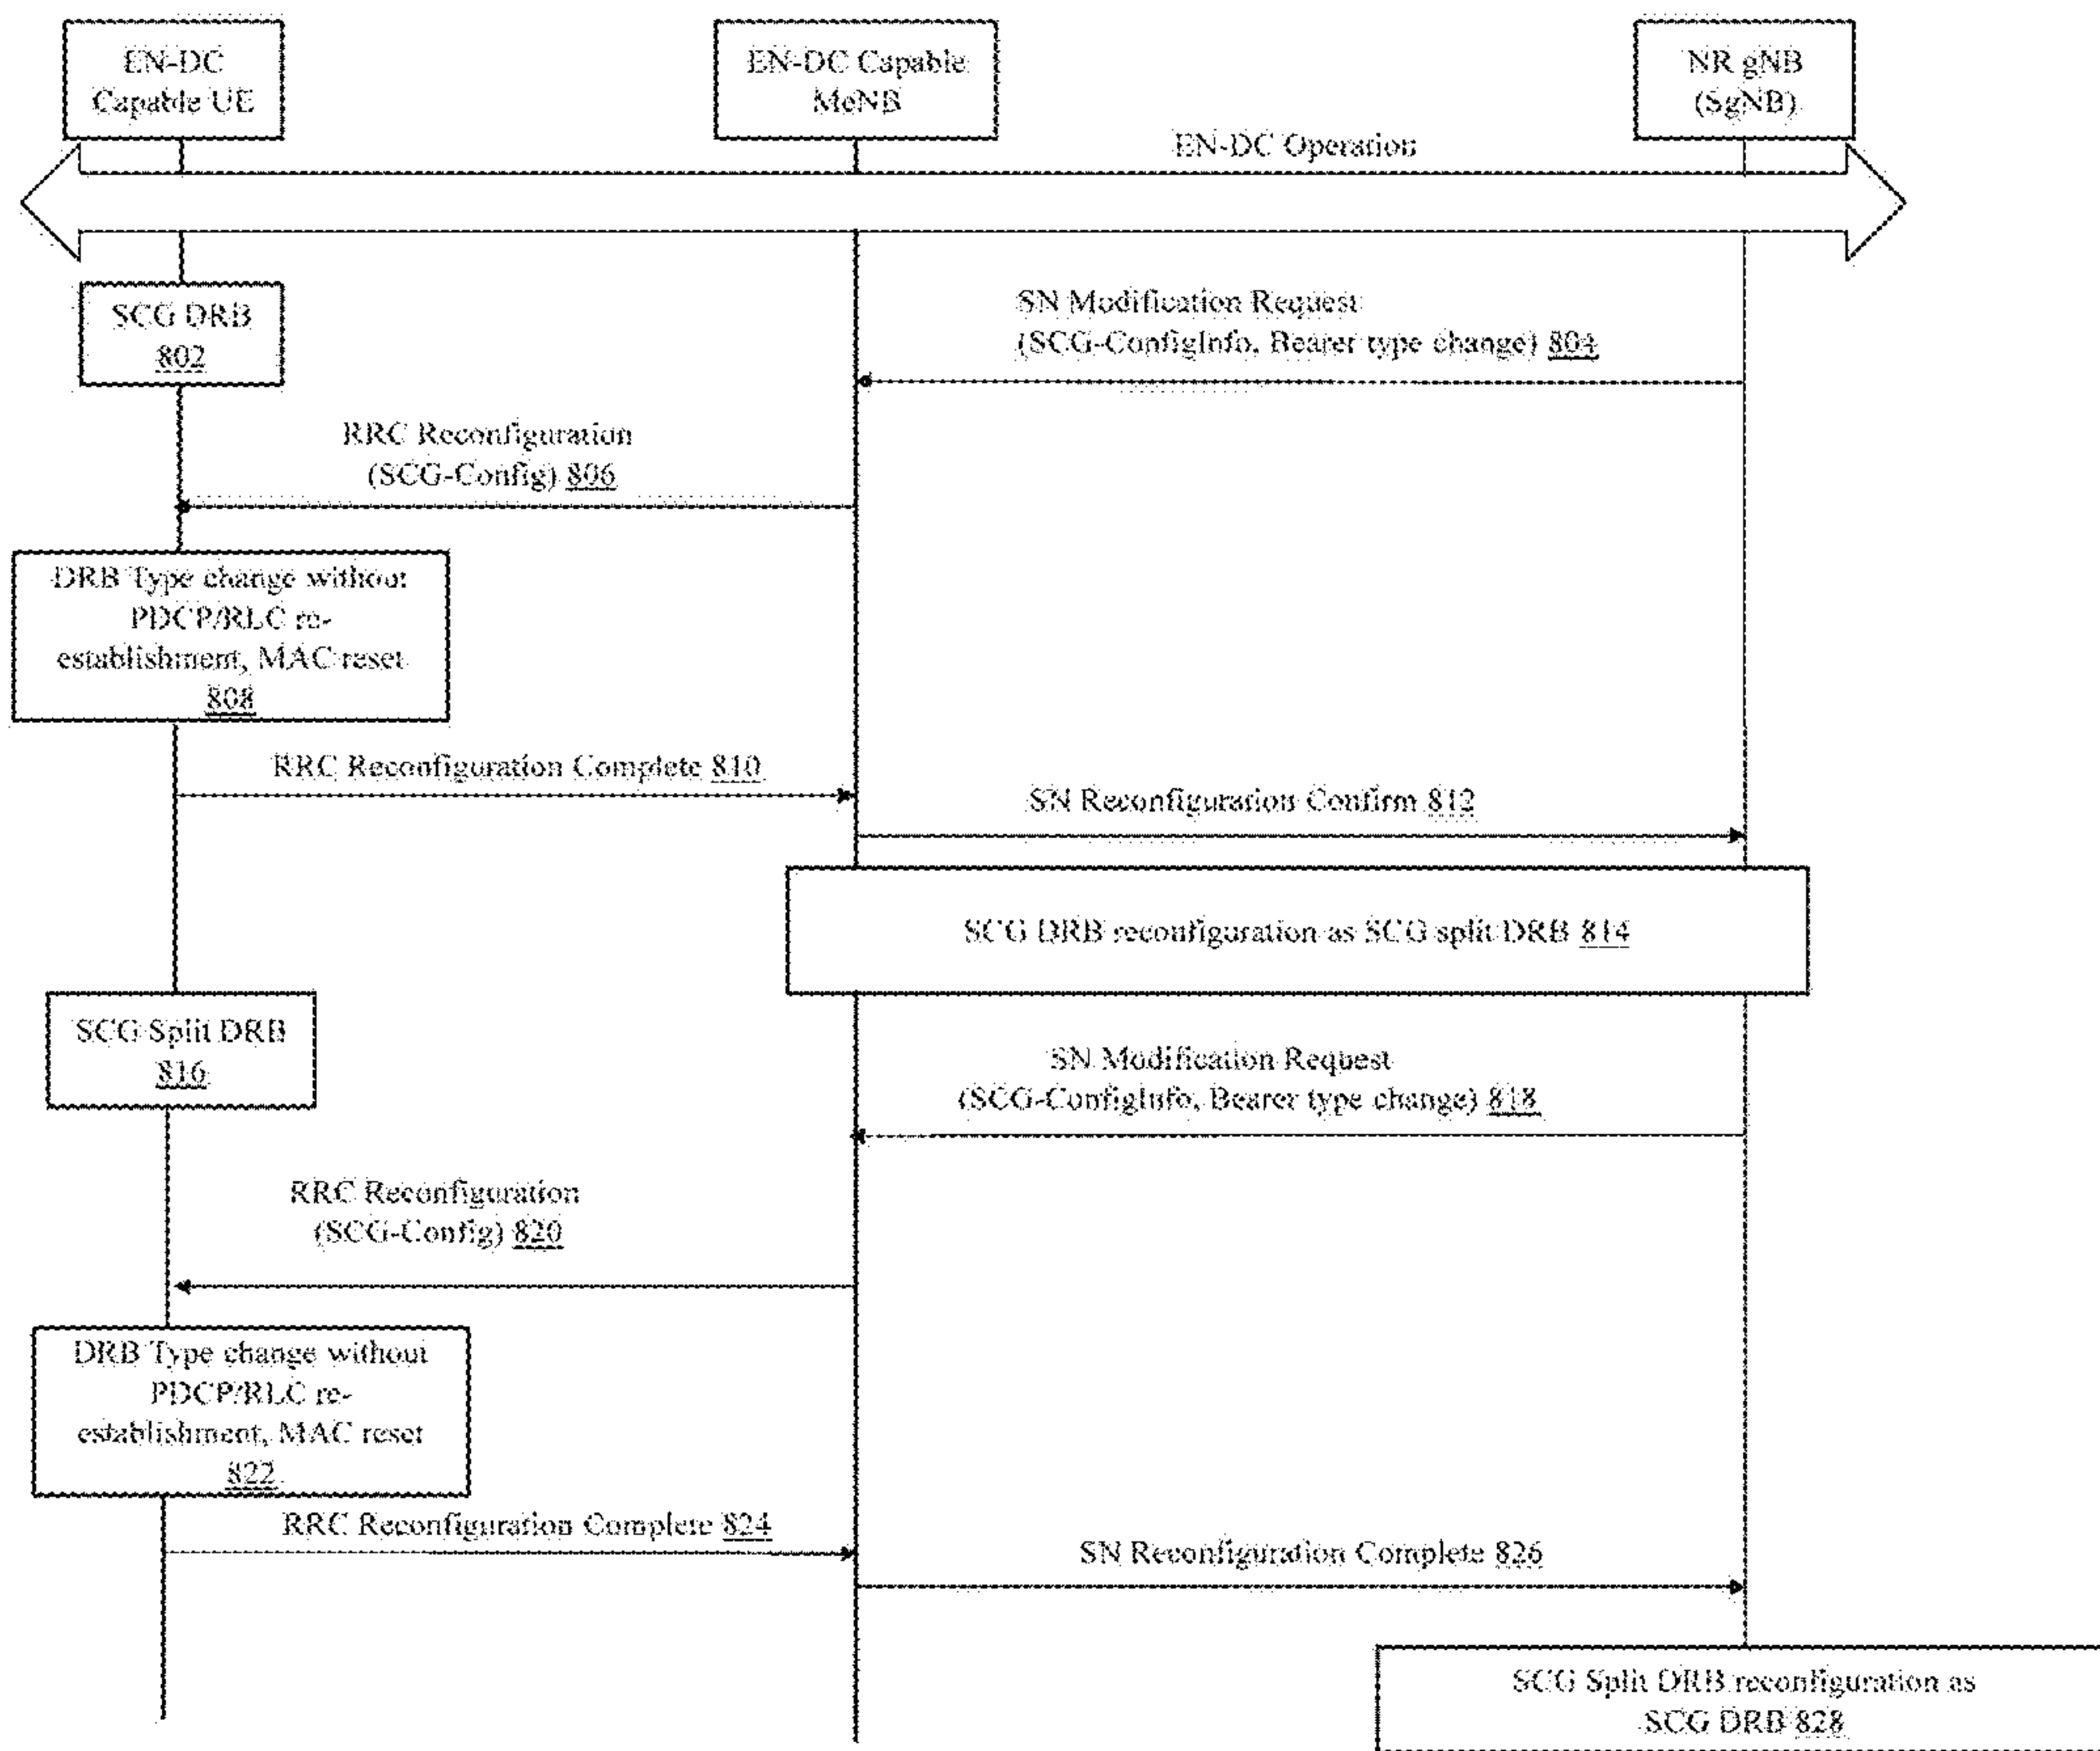 EN-DC
Capable UE
EN-DC Capable
MeNB
NR gNB
(SgNB)
EN-DC Operation
SCG DRB
802
SN Modification Request
(SCG-ConfigInfo, Bearer type change) 804
RRC Reconfiguration
(SCG-Config) 806
DRB Type change without
PDCP/RLC re-
establishment, MAC reset
808
RRC Reconfiguration Complete 810
SN Reconfiguration Confirm 812
SCG DRB reconfiguration as SCG split DRB 814
SCG Split DRB
816
SN Modification Request
(SCG-ConfigInfo, Bearer type change) 818
RRC Reconfiguration
(SCG-Config) 820
DRB Type change without
PDCP/RLC re-
establishment, MAC reset
822
RRC Reconfiguration Complete 824
SN Reconfiguration Complete 826
SCG Split DRB reconfiguration as
SCG DRB 828